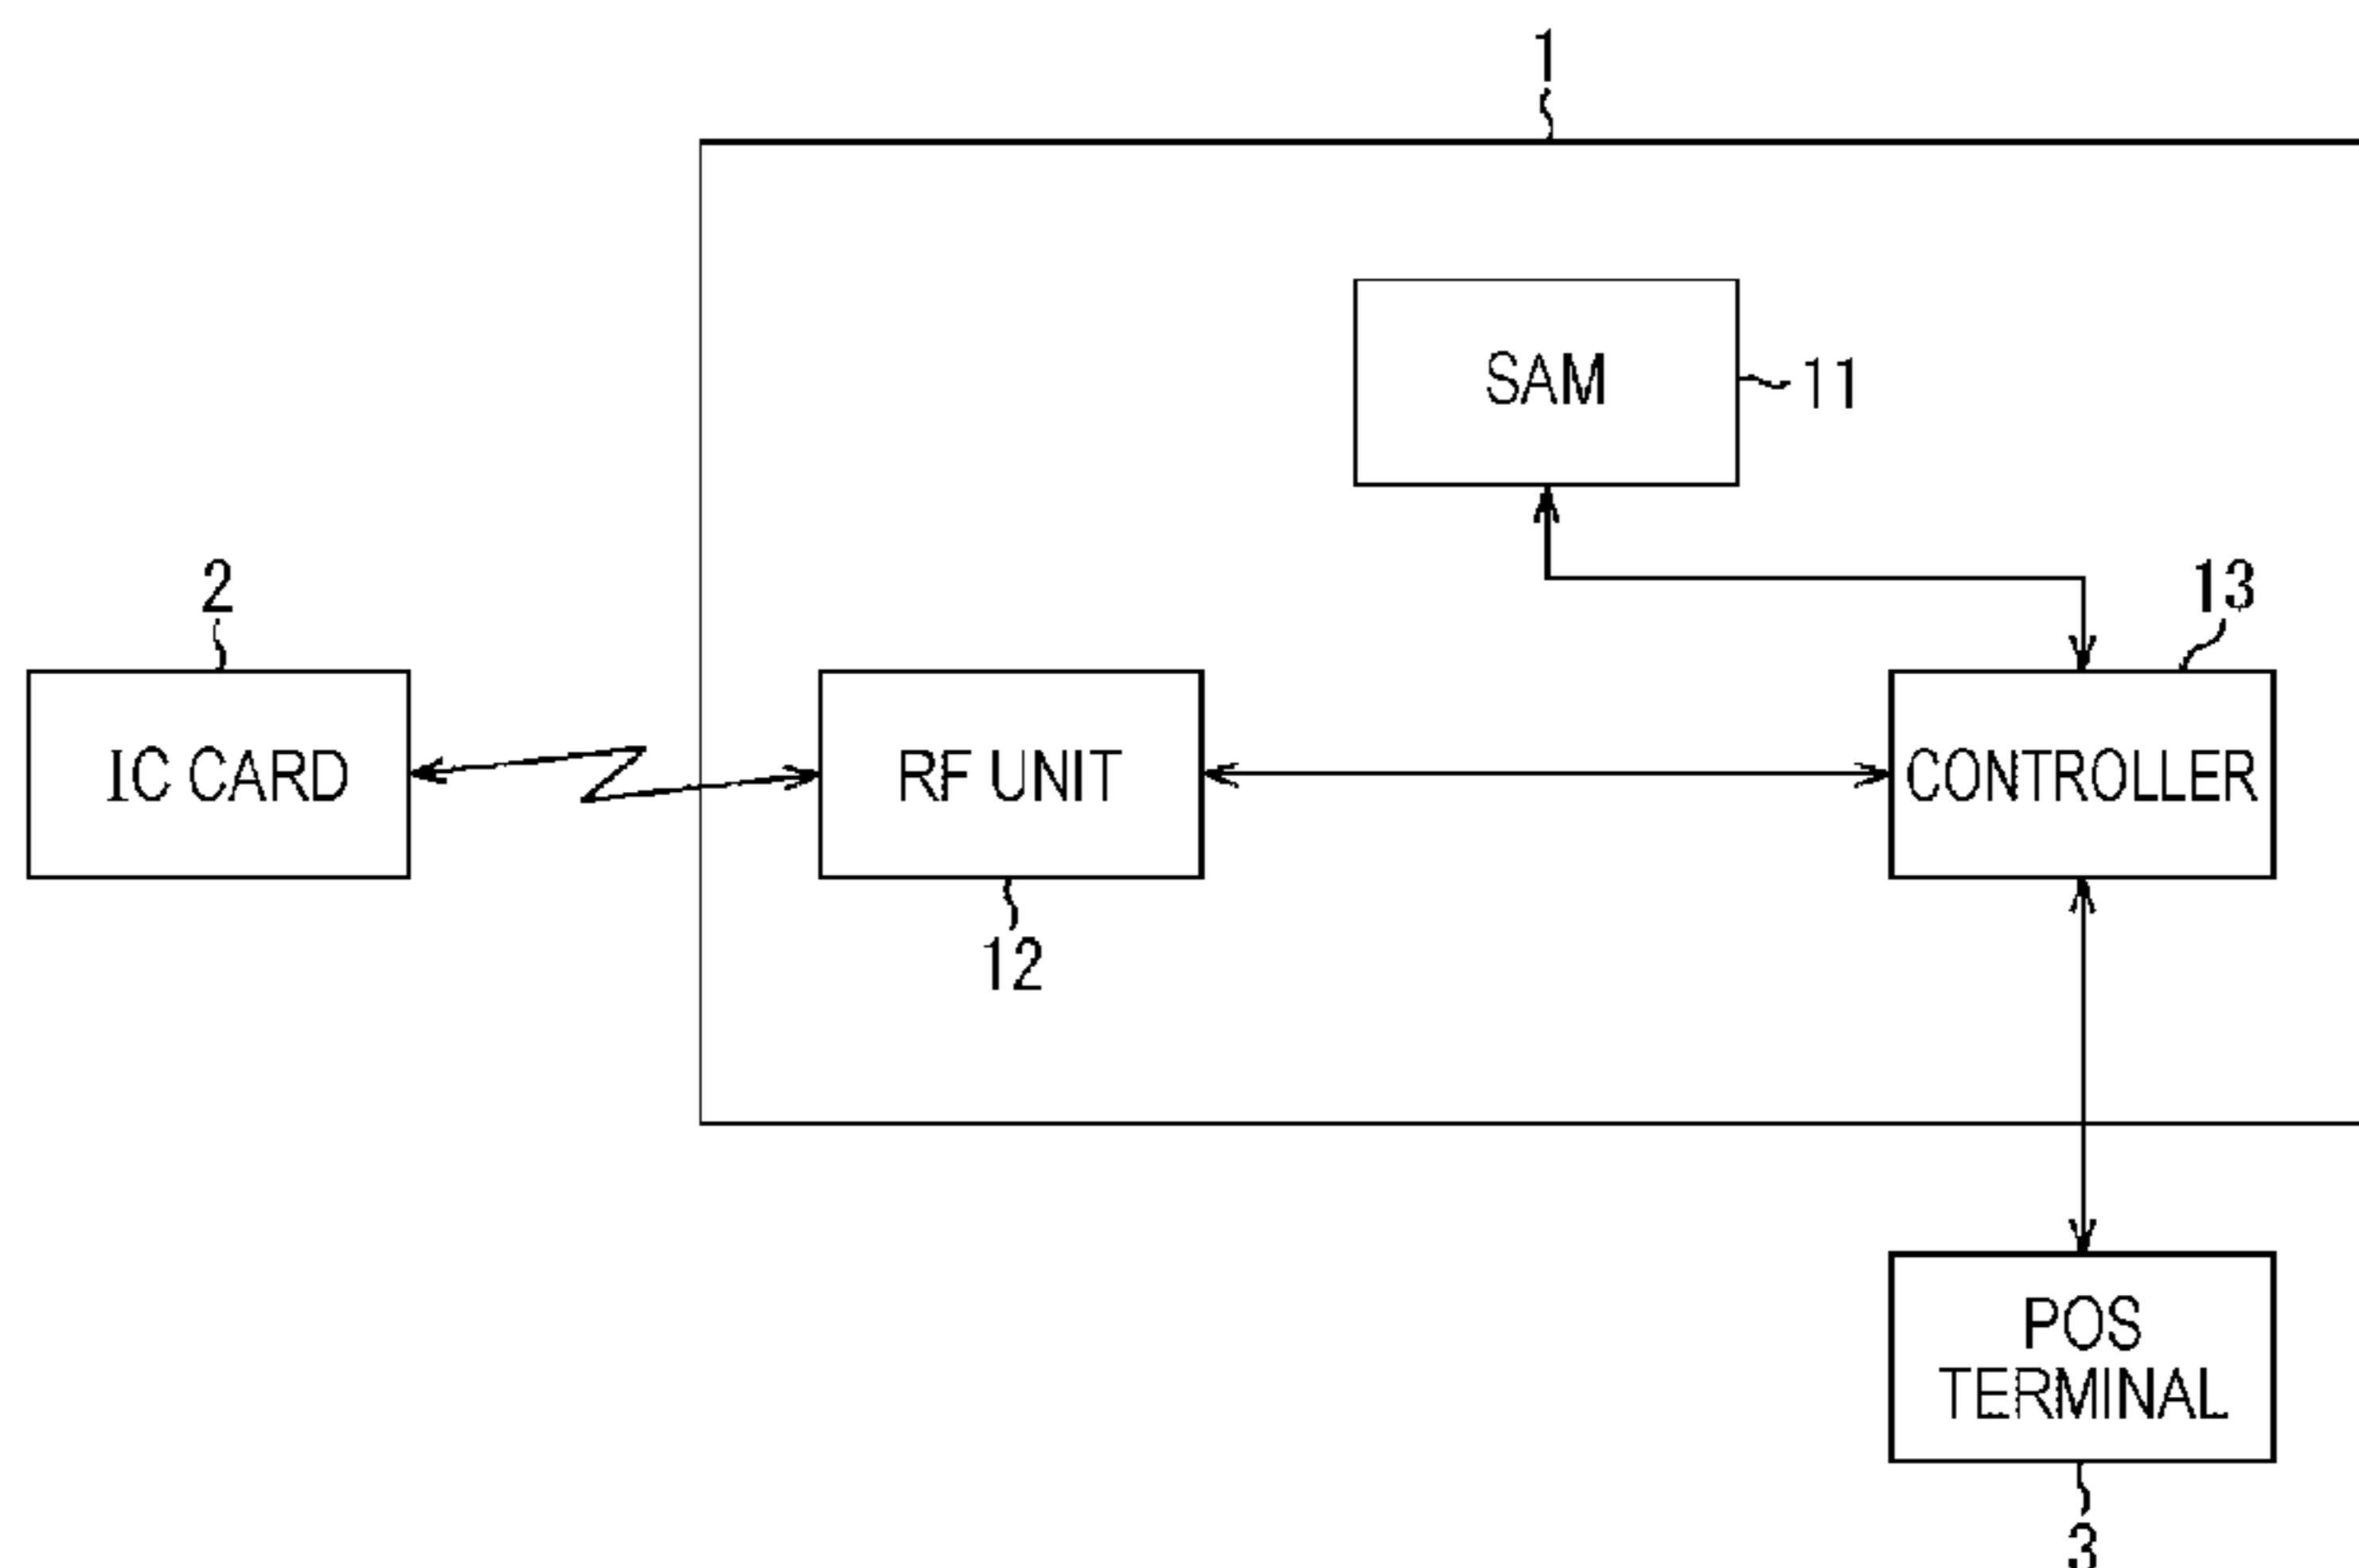 1
SAM
11
2
13
IC CARD
RF UNIT
CONTROLLER
12
POS
TERMINAL
3